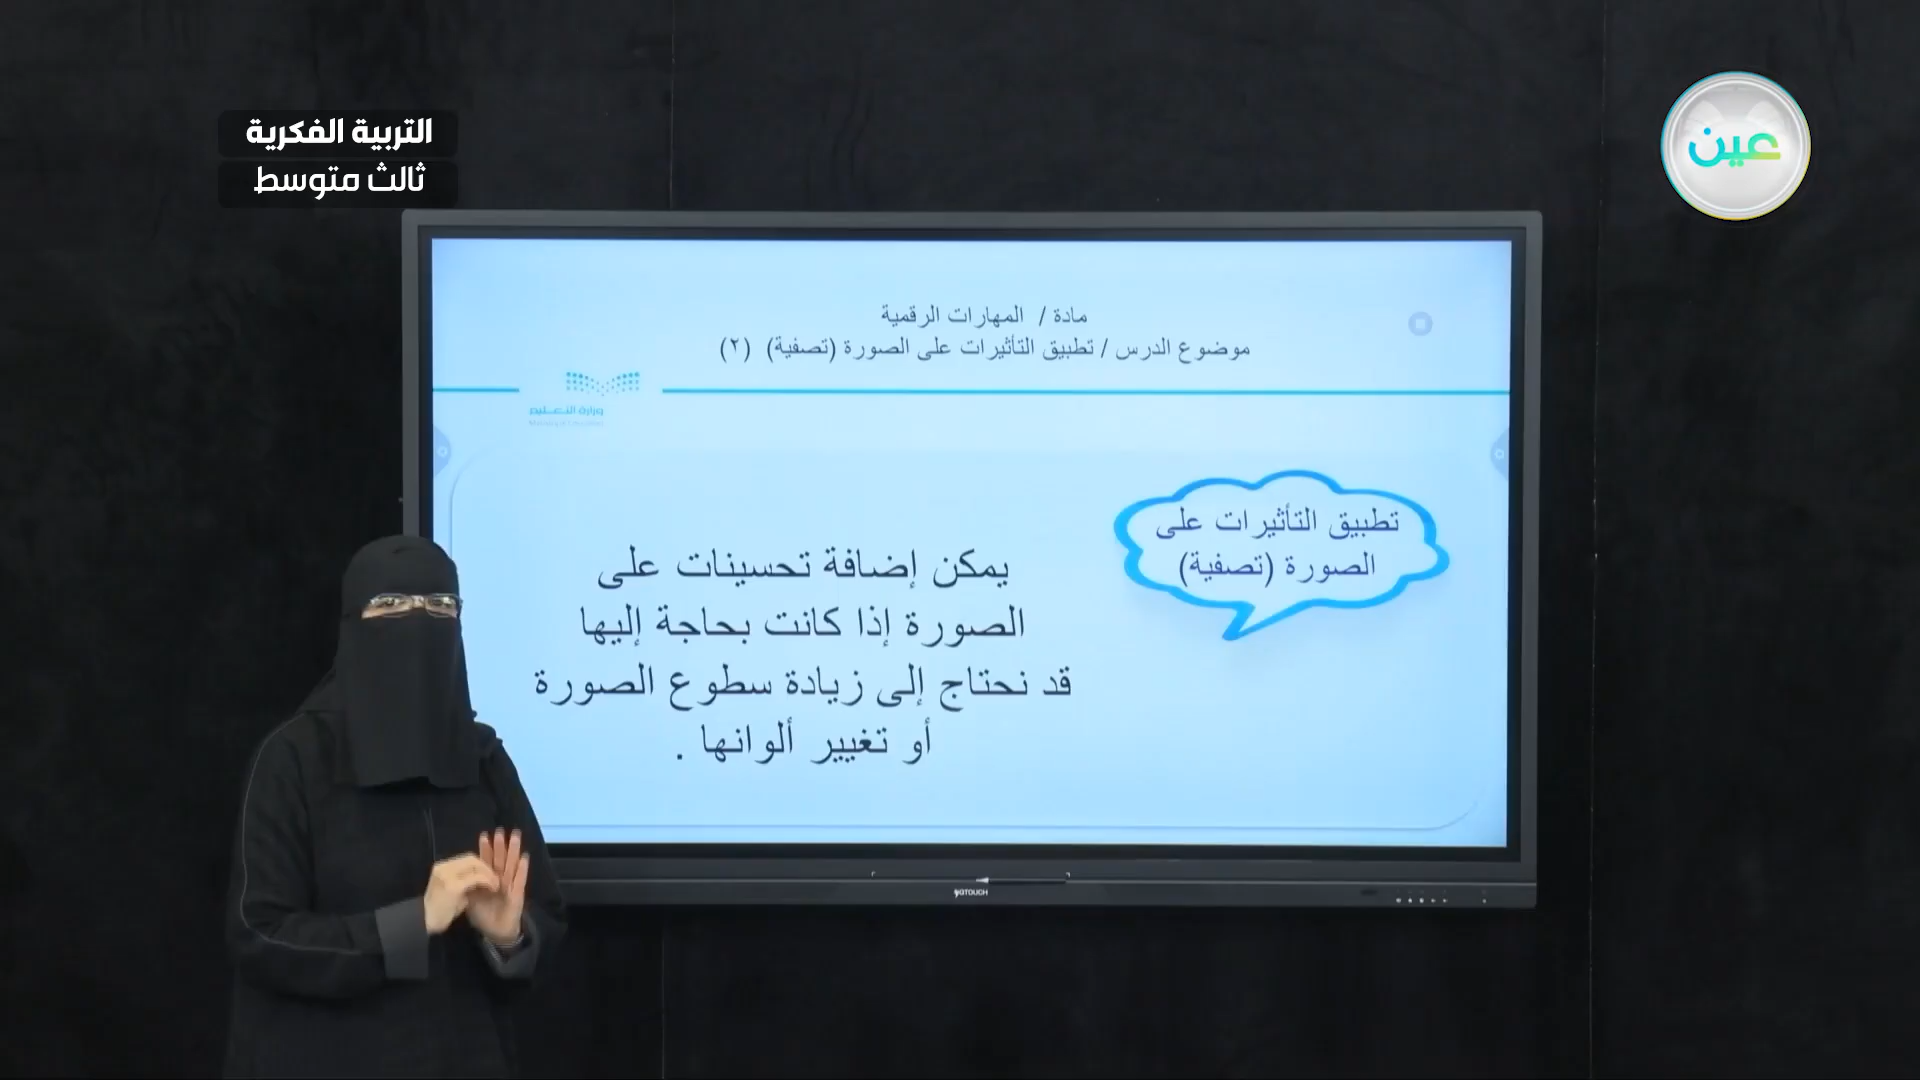 التربية الفكرية
ثالث متوسط
عين
مادة / المهارات الرقمية
موضوع الدرس / تطبيق التأثيرات على الصورة (تصفية) (٢)
وزارة التعليم
تطبيق التأثيرات على
الصورة (تصفية)
يمكن إضافة تحسينات على
الصورة إذا كانت بحاجة إليها
قد نحتاج إلى زيادة سطوع الصورة
أو تغيير ألوانها .